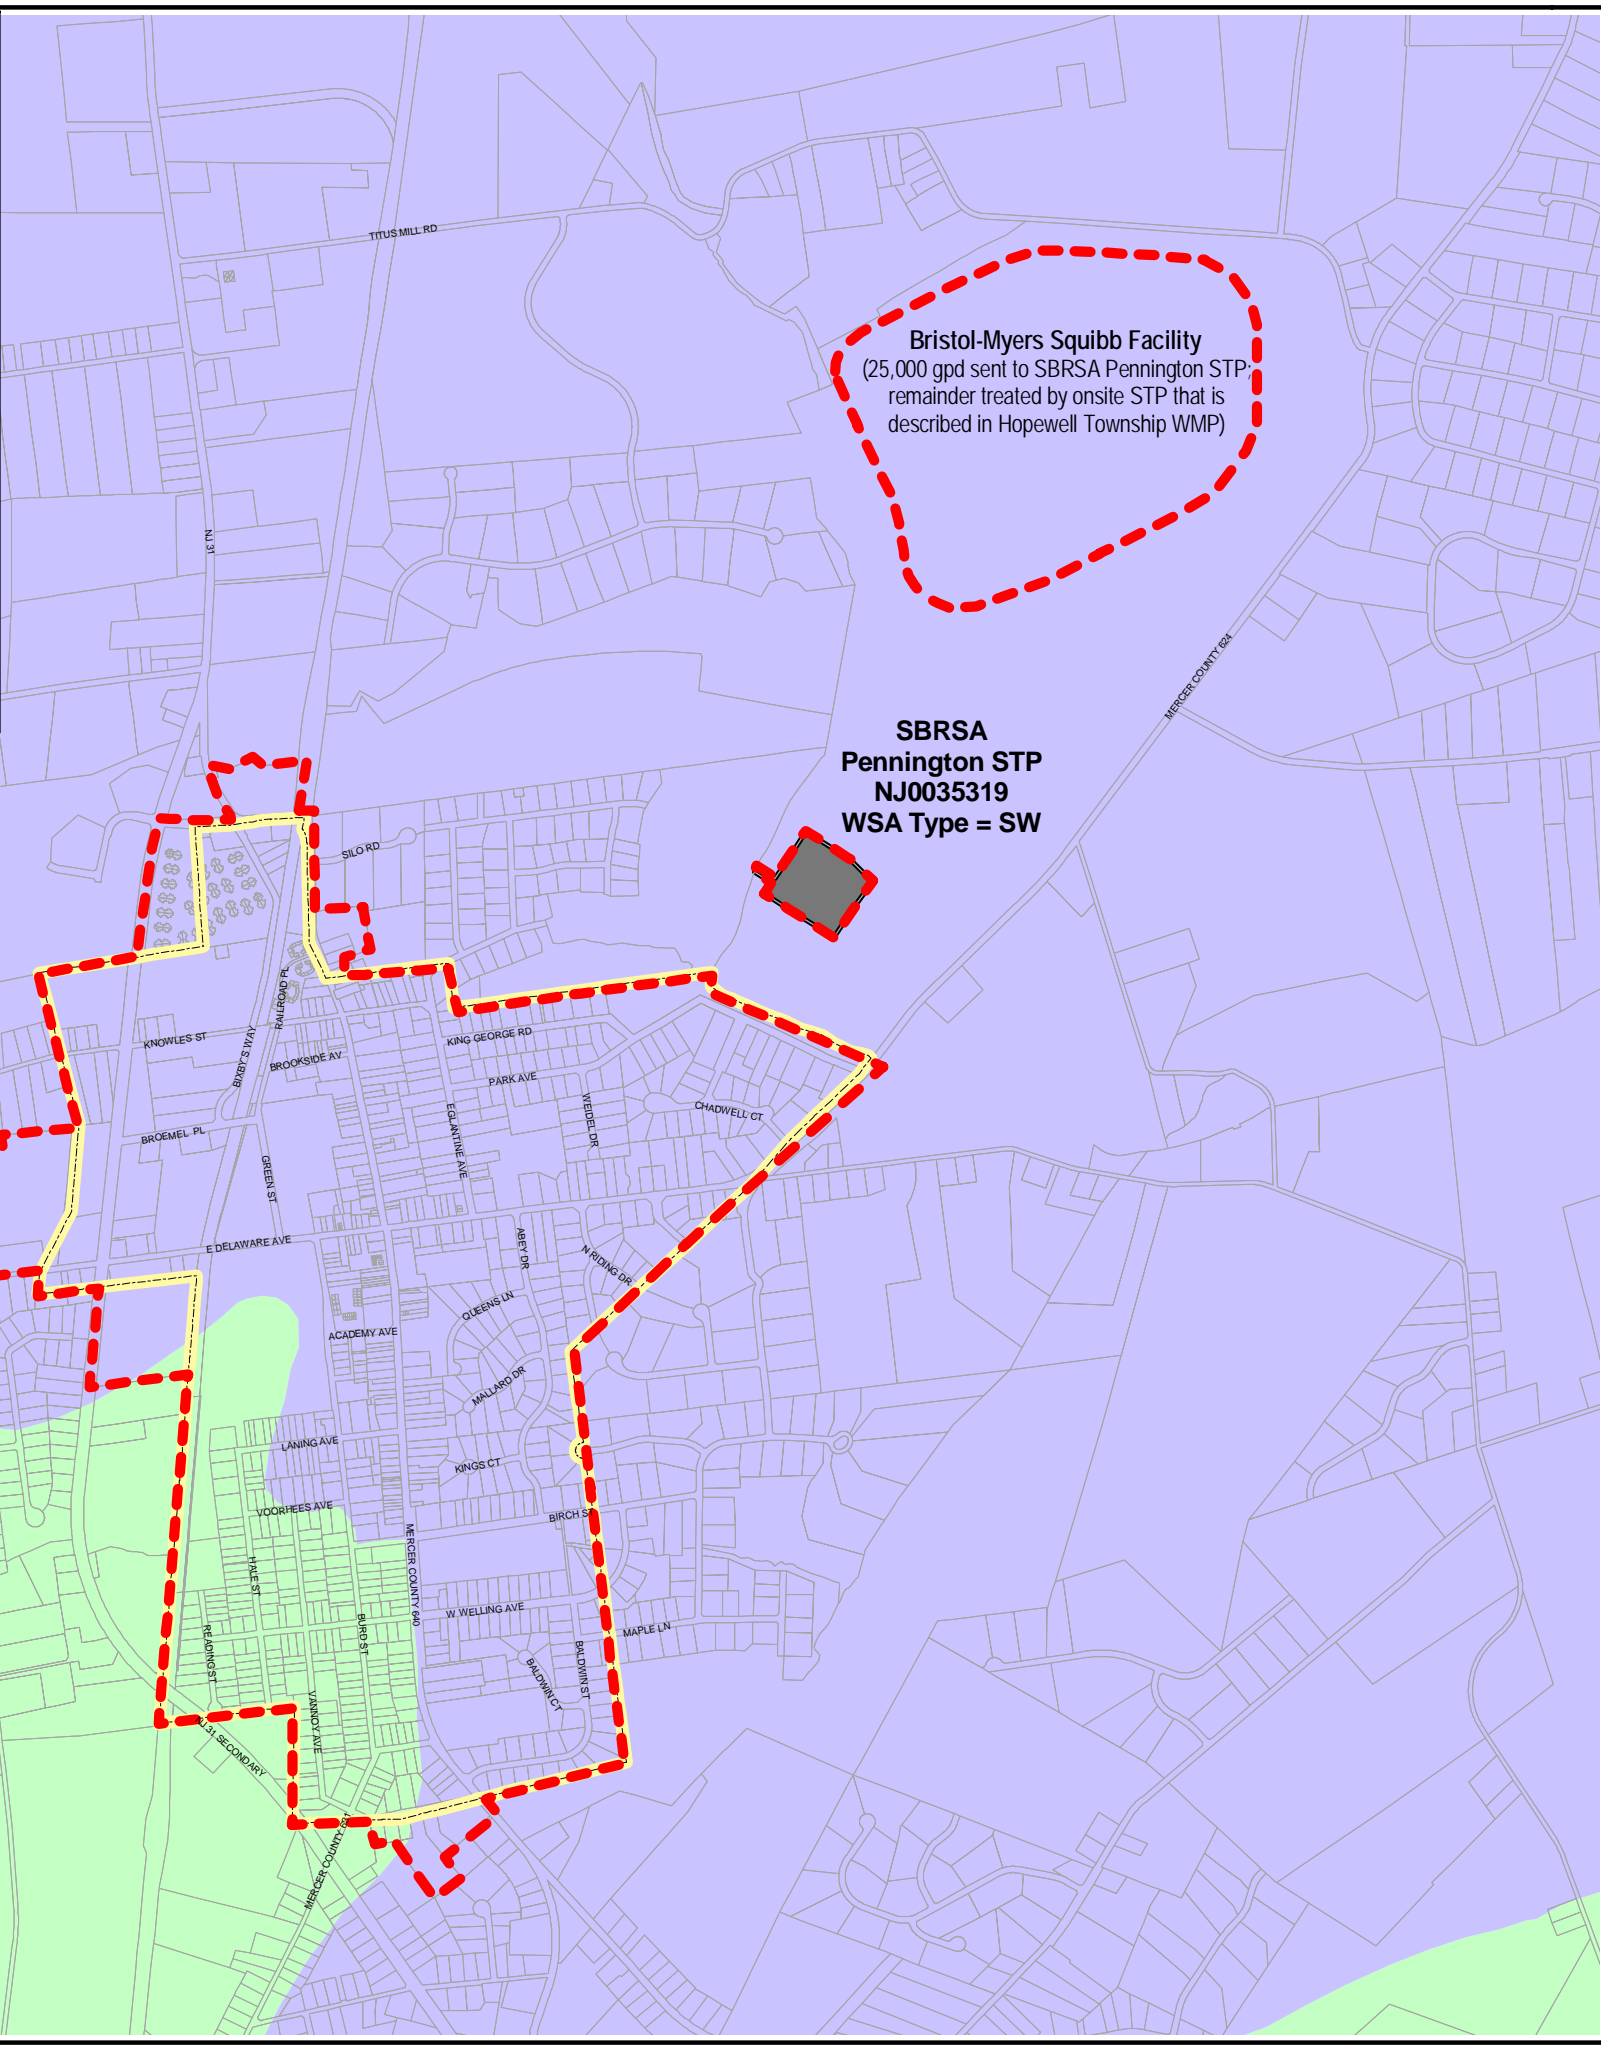 TITUS MILL RD
Bristol-Myers Squibb Facility
(25,000 gpd sent to SBRSA Pennington STP;
remainder treated by onsite STP that is
described in Hopewell Township WMP)
NJ 31
MERCER COUNTY 624
SBRSA
Pennington STP
NJ0035319
WSA Type = SW
SILO RD
RAILROAD PL
KNOWLES ST
BIXBY'S WAY
BROOKSIDE AV
KING GEORGE RD
PARK AVE
WEIDEL DR
CHADWELL CT
EGLANTINE AVE
BROEMEL PL
GREEN ST
E DELAWARE AVE
ABEY DR
N RIDING DR
QUEENS LN
ACADEMY AVE
MALLARD DR
LANING AVE
KINGS CT
VOORHEES AVE
BIRCH ST
MERCER COUNTY 640
HALE ST
W WELLING AVE
BURD ST
READING ST
MAPLE LN
BALDWIN CT
BALDWIN ST
VANNOY AVE
NJ 31 SECONDARY
MERCER COUNTY 631